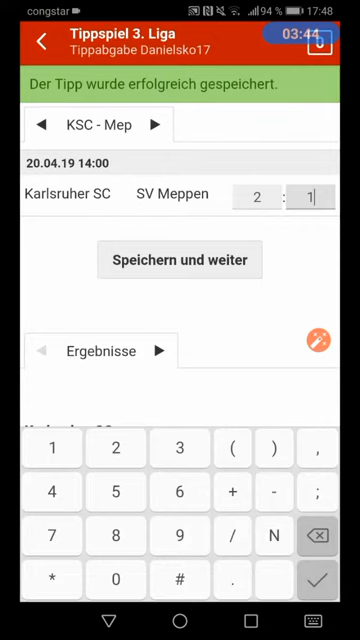 congstar 94 % 17:48
Tippspiel 3. Liga
Tippabgabe Danielsko17
03:44
Der Tipp wurde erfolgreich gespeichert.
◀ KSC - Mep ▶
20.04.19 14:00
Karlsruher SC SV Meppen 2 : 1
Speichern und weiter
◀ Ergebnisse ▶
1 2 3 ( ) ,
4 5 6 + - ;
7 8 9 / N
* 0 # .